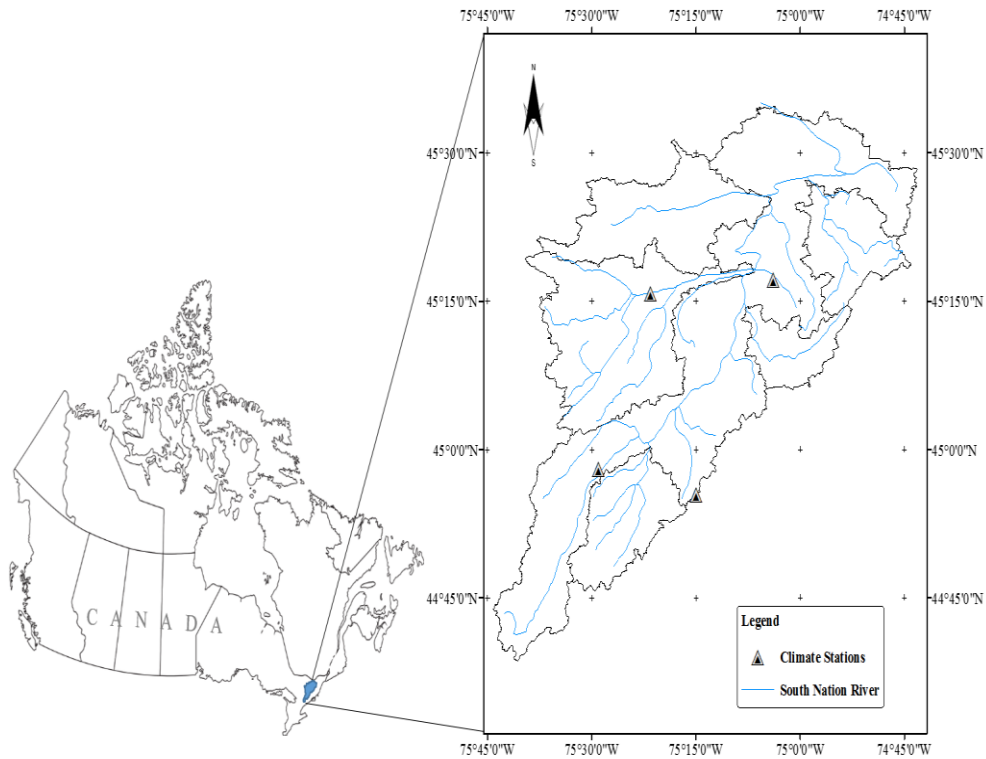 75°45'0"W 75°30'0"W 75°15'0"W 75°0'0"W 74°45'0"W
N
S
45°30'0"N 45°30'0"N
45°15'0"N 45°15'0"N
45°0'0"N 45°0'0"N
44°45'0"N 44°45'0"N
CANADA
Legend
Climate Stations
South Nation River
75°45'0"W 75°30'0"W 75°15'0"W 75°0'0"W 74°45'0"W